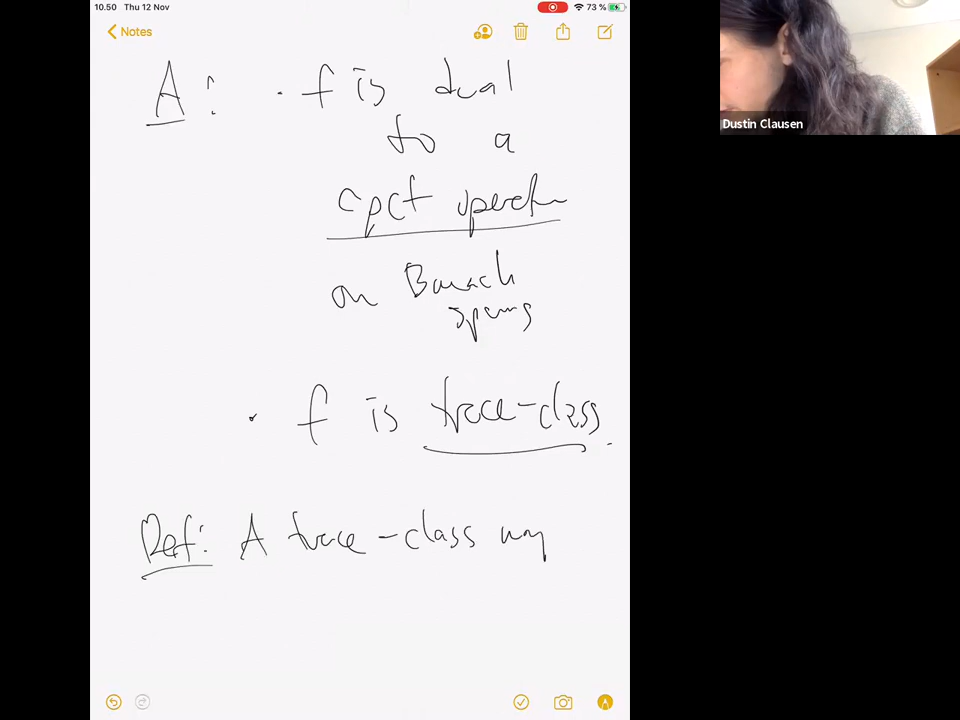 10.50 Thu 12 Nov
73 %
Notes
Dustin Clausen
A: · f is dual
to a
cpct operator
on Banach
spaces
· f is trace-class.
Def: A trace-class map